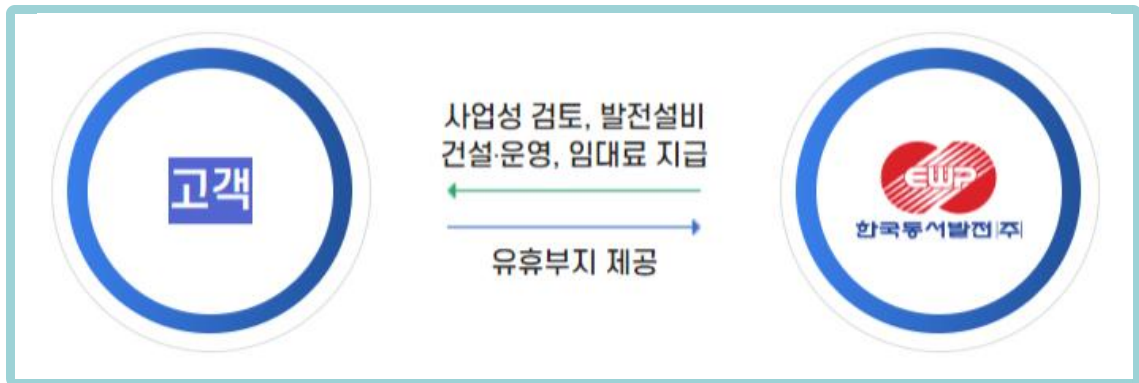 고객
사업성 검토, 발전설비
건설·운영, 임대료 지급
유휴부지 제공
EWP
한국동서발전(주)